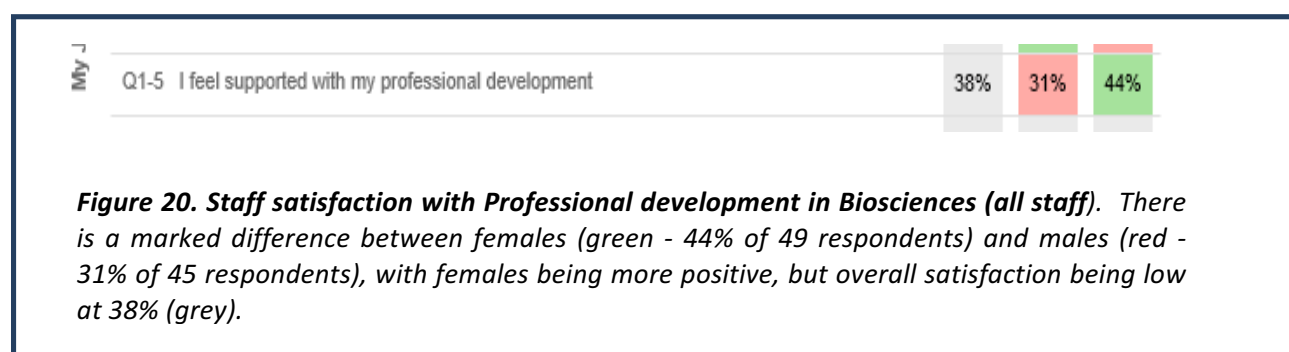 My J
Q1-5 I feel supported with my professional development 38% 31% 44%
Figure 20. Staff satisfaction with Professional development in Biosciences (all staff). There
is a marked difference between females (green - 44% of 49 respondents) and males (red -
31% of 45 respondents), with females being more positive, but overall satisfaction being low
at 38% (grey).